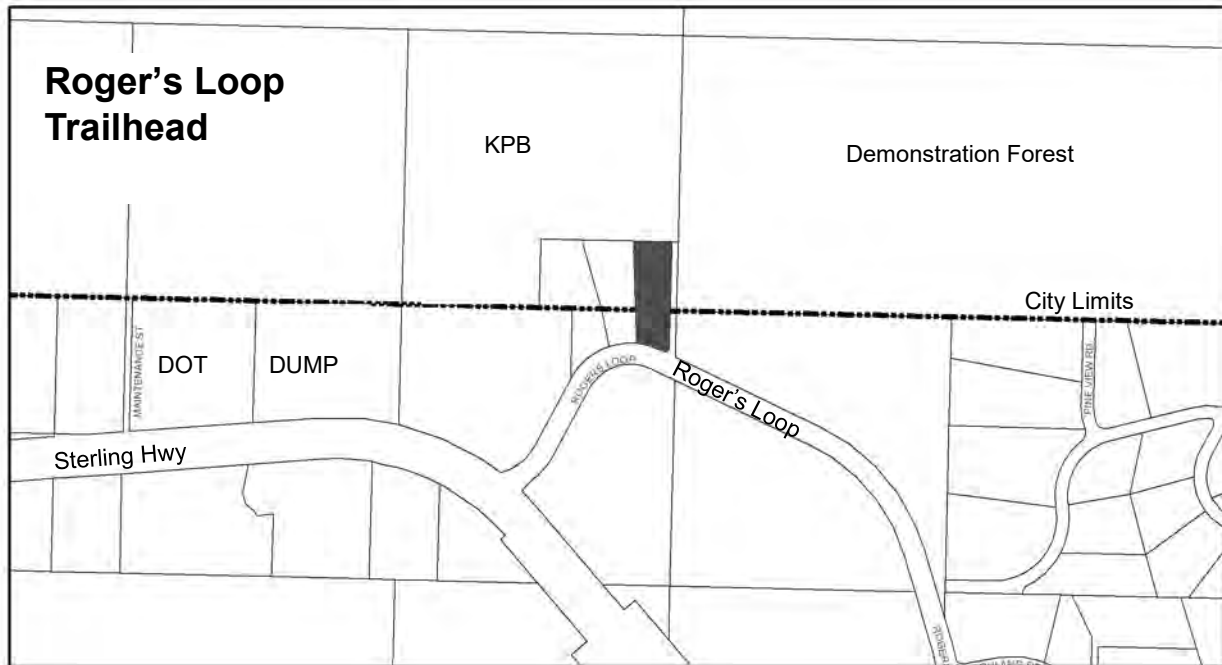 Roger's Loop
Trailhead
KPB
Demonstration Forest
City Limits
MAINTENANCE ST
DOT
DUMP
ROGERS LOOP
Roger's Loop
PINE VIEW RD
Sterling Hwy